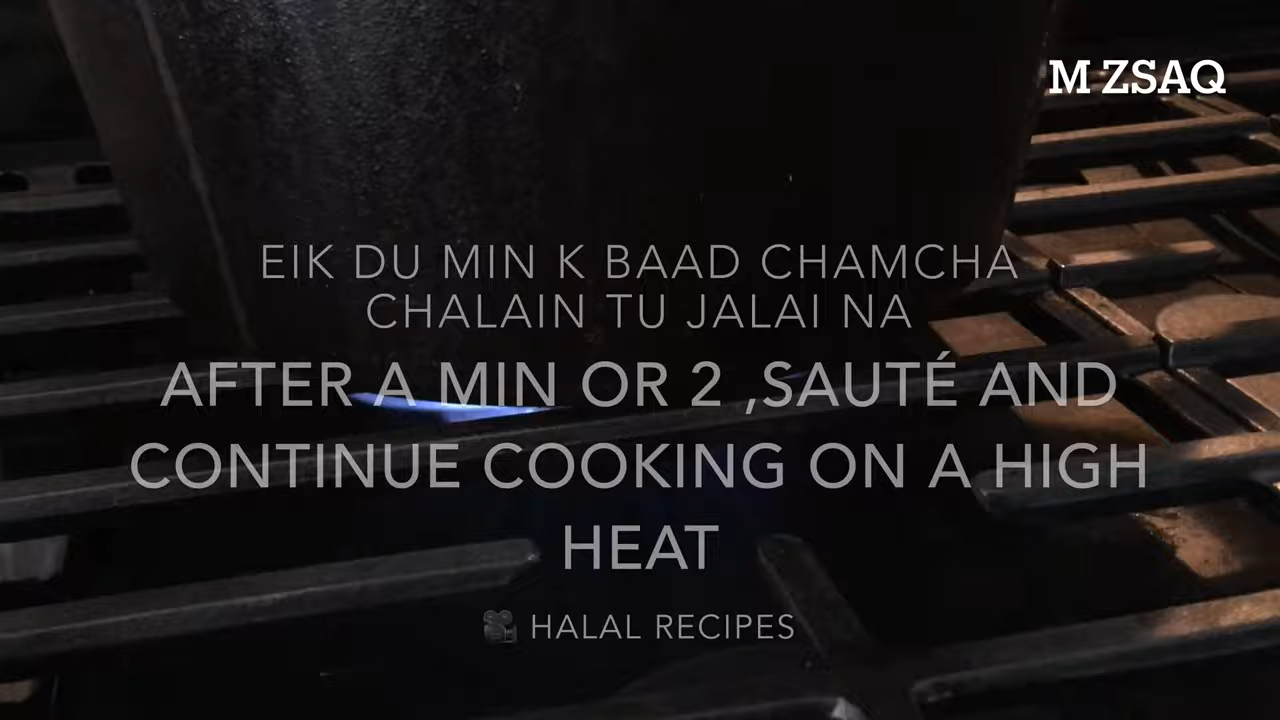 M ZSAQ
EIK DU MIN K BAAD CHAMCHA
CHALAIN TU JALAI NA
AFTER A MIN OR 2 ,SAUTÉ AND
CONTINUE COOKING ON A HIGH
HEAT
🎥 HALAL RECIPES